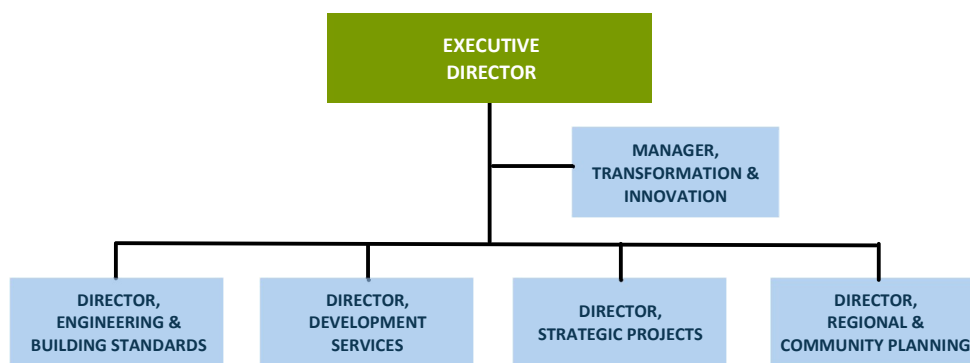 EXECUTIVE
DIRECTOR
MANAGER,
TRANSFORMATION &
INNOVATION
DIRECTOR,
ENGINEERING &
BUILDING STANDARDS
DIRECTOR,
DEVELOPMENT
SERVICES
DIRECTOR,
STRATEGIC PROJECTS
DIRECTOR,
REGIONAL &
COMMUNITY PLANNING